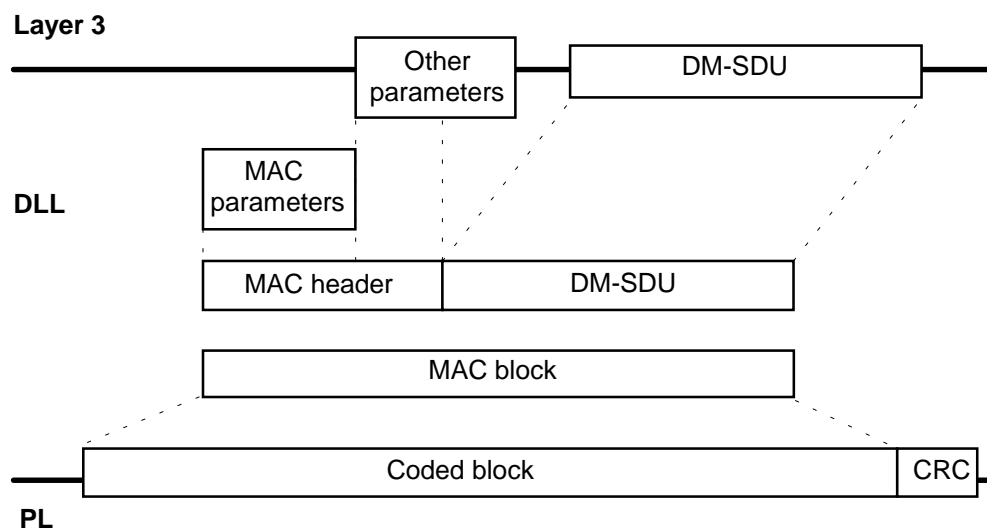 Layer 3
Other
parameters
DM-SDU
MAC
parameters
DLL
MAC header
DM-SDU
MAC block
Coded block
CRC
PL